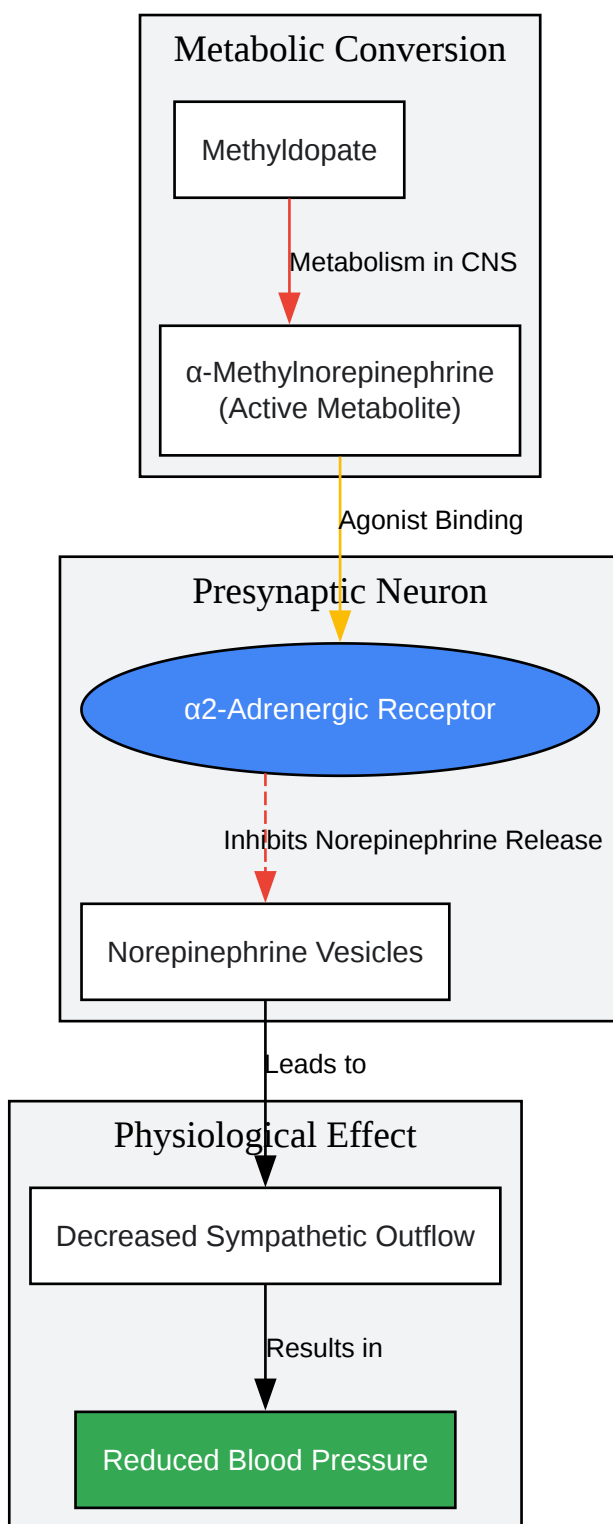 Metabolic Conversion
Methyldopate
Metabolism in CNS
α-Methylnorepinephrine
(Active Metabolite)
Agonist Binding
Presynaptic Neuron
α2-Adrenergic Receptor
Inhibits Norepinephrine Release
Norepinephrine Vesicles
Leads to
Physiological Effect
Decreased Sympathetic Outflow
Results in
Reduced Blood Pressure